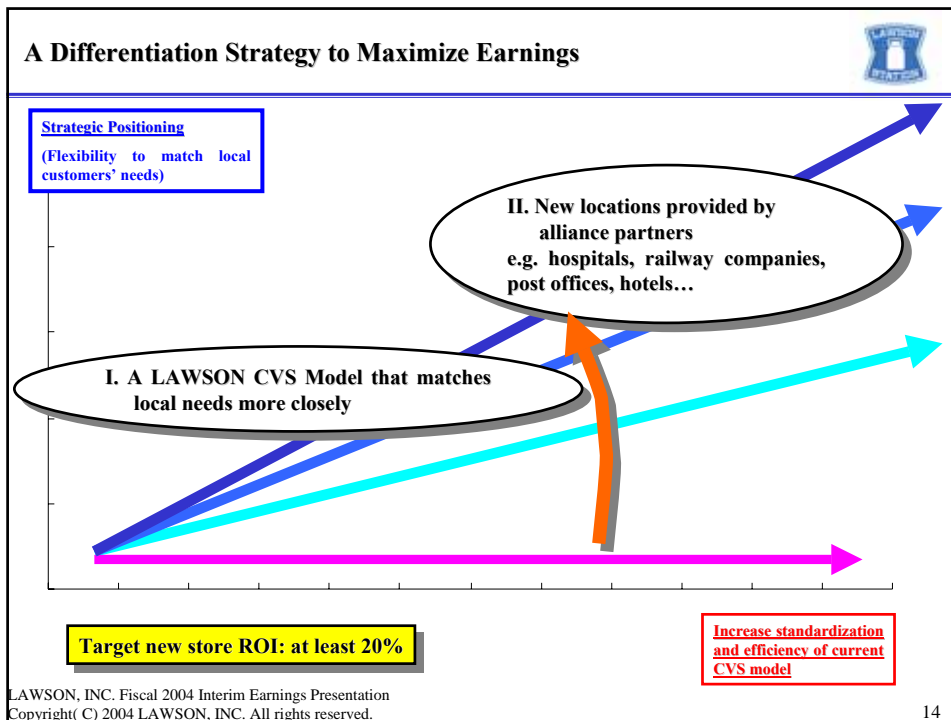 A Differentiation Strategy to Maximize Earnings
LAWSON
STATION
Strategic Positioning
(Flexibility to match local
customers' needs)
II. New locations provided by
alliance partners
e.g. hospitals, railway companies,
post offices, hotels…
I. A LAWSON CVS Model that matches
local needs more closely
Target new store ROI: at least 20%
Increase standardization
and efficiency of current
CVS model
LAWSON, INC. Fiscal 2004 Interim Earnings Presentation
Copyright( C) 2004 LAWSON, INC. All rights reserved.
14